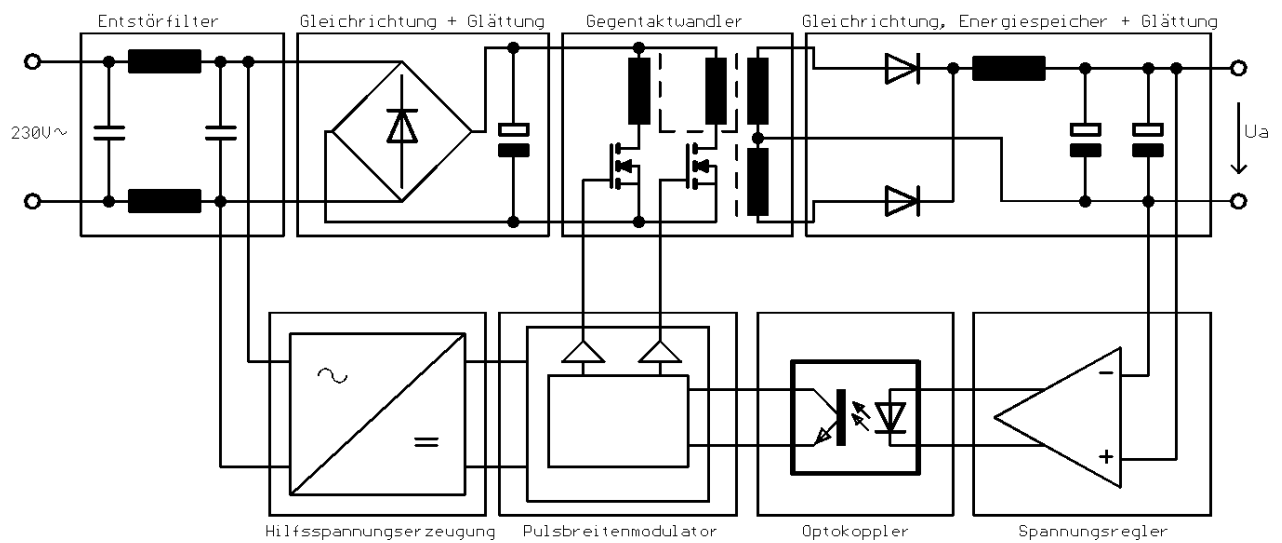 Entstörfilter
Gleichrichtung + Glättung
Gegentaktwandler
Gleichrichtung, Energiespeicher + Glättung
230V~
Ua
-
+
Hilfsspannungserzeugung
Pulsbreitenmodulator
Optokoppler
Spannungsregler